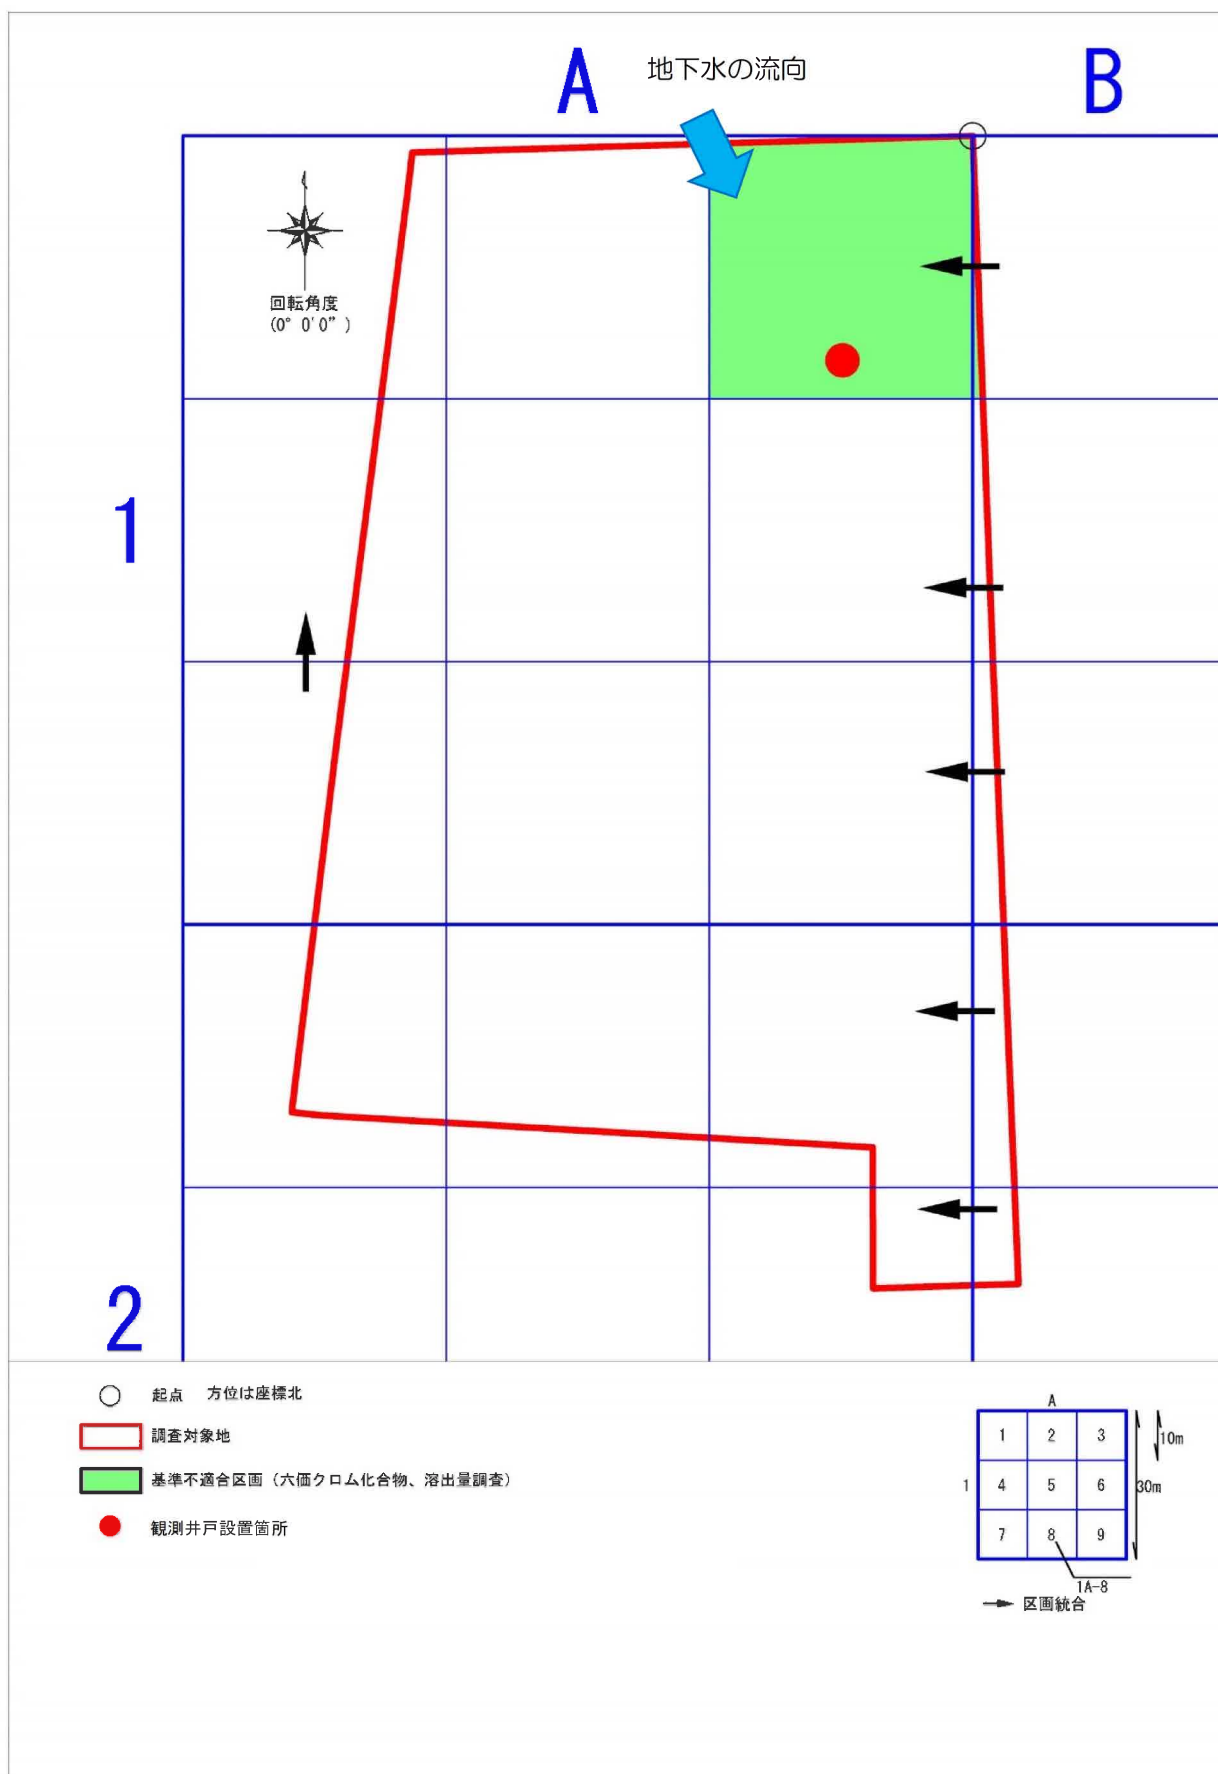 A
地下水の流向
B
回転角度
(0° 0'0")
1
2
起点 方位は座標北
調査対象地
基準不適合区画（六価クロム化合物、溶出量調査）
観測井戸設置箇所
A
1 2 3
10m
1
4 5 6
30m
7 8 9
1A-8
区画統合